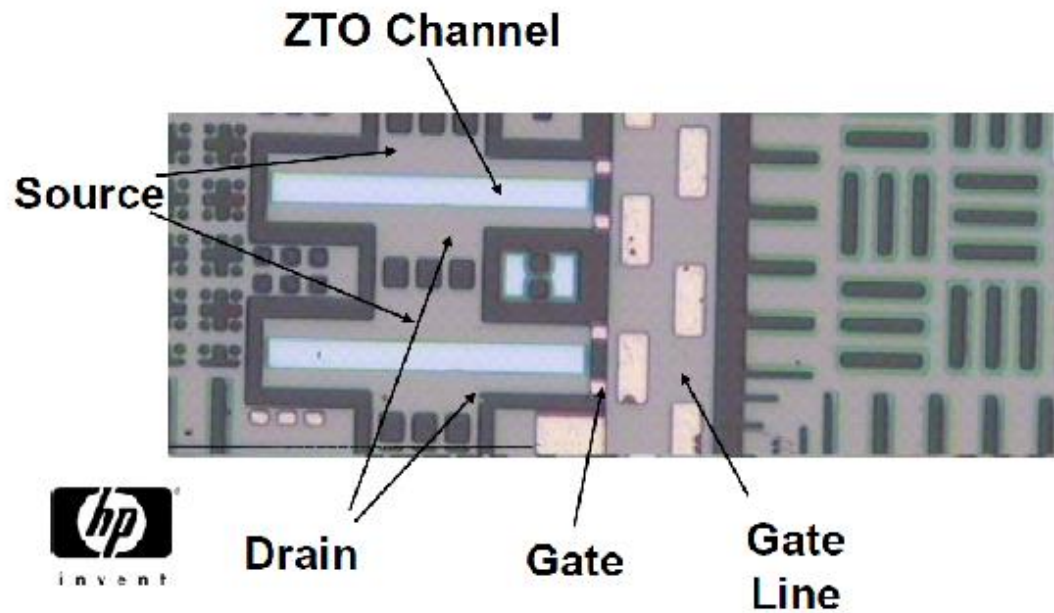 ZTO Channel
Source
hp
invent
Drain
Gate
Gate
Line